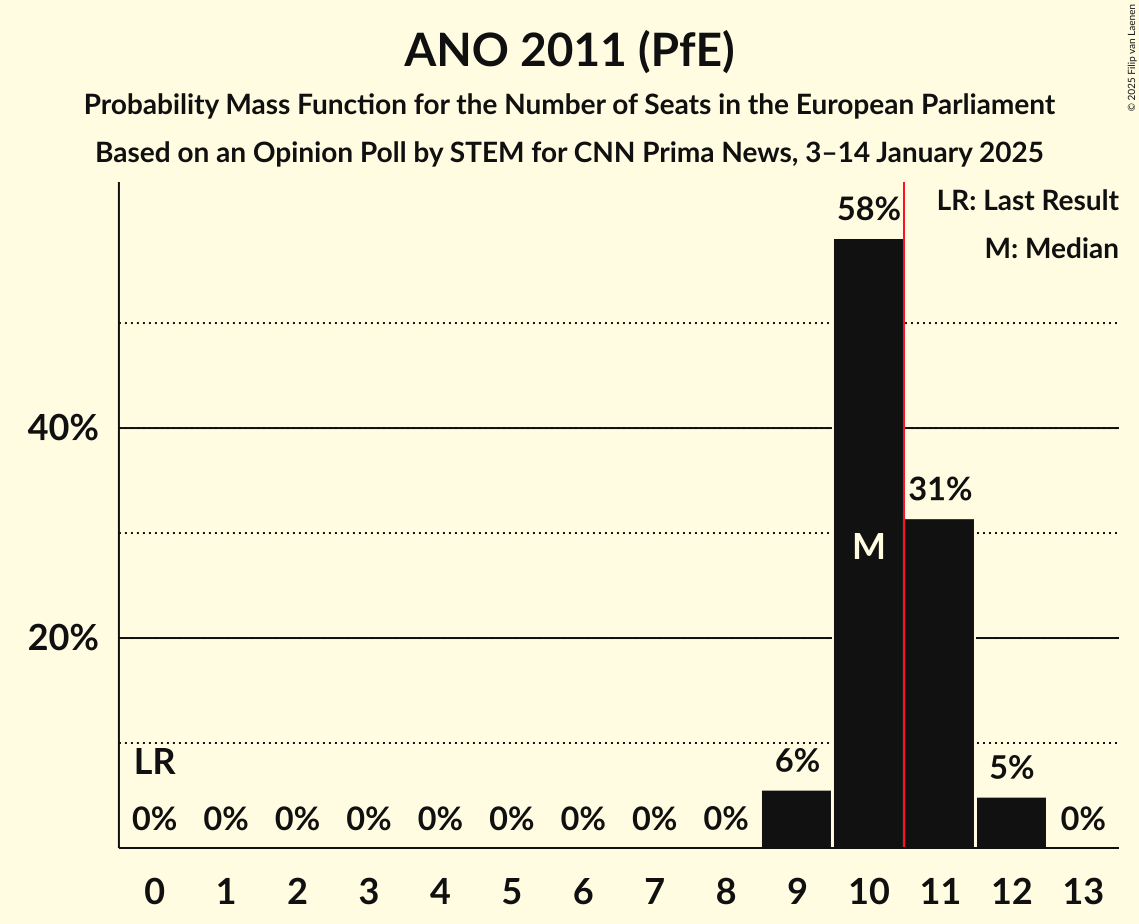 ANO 2011 (PfE)
Probability Mass Function for the Number of Seats in the European Parliament
Based on an Opinion Poll by STEM for CNN Prima News, 3–14 January 2025
© 2025 Filip van Laenen
LR: Last Result
M: Median
58%
40%
31%
M
20%
LR
6%
5%
0% 0% 0% 0% 0% 0% 0% 0% 0% 0%
0 1 2 3 4 5 6 7 8 9 10 11 12 13